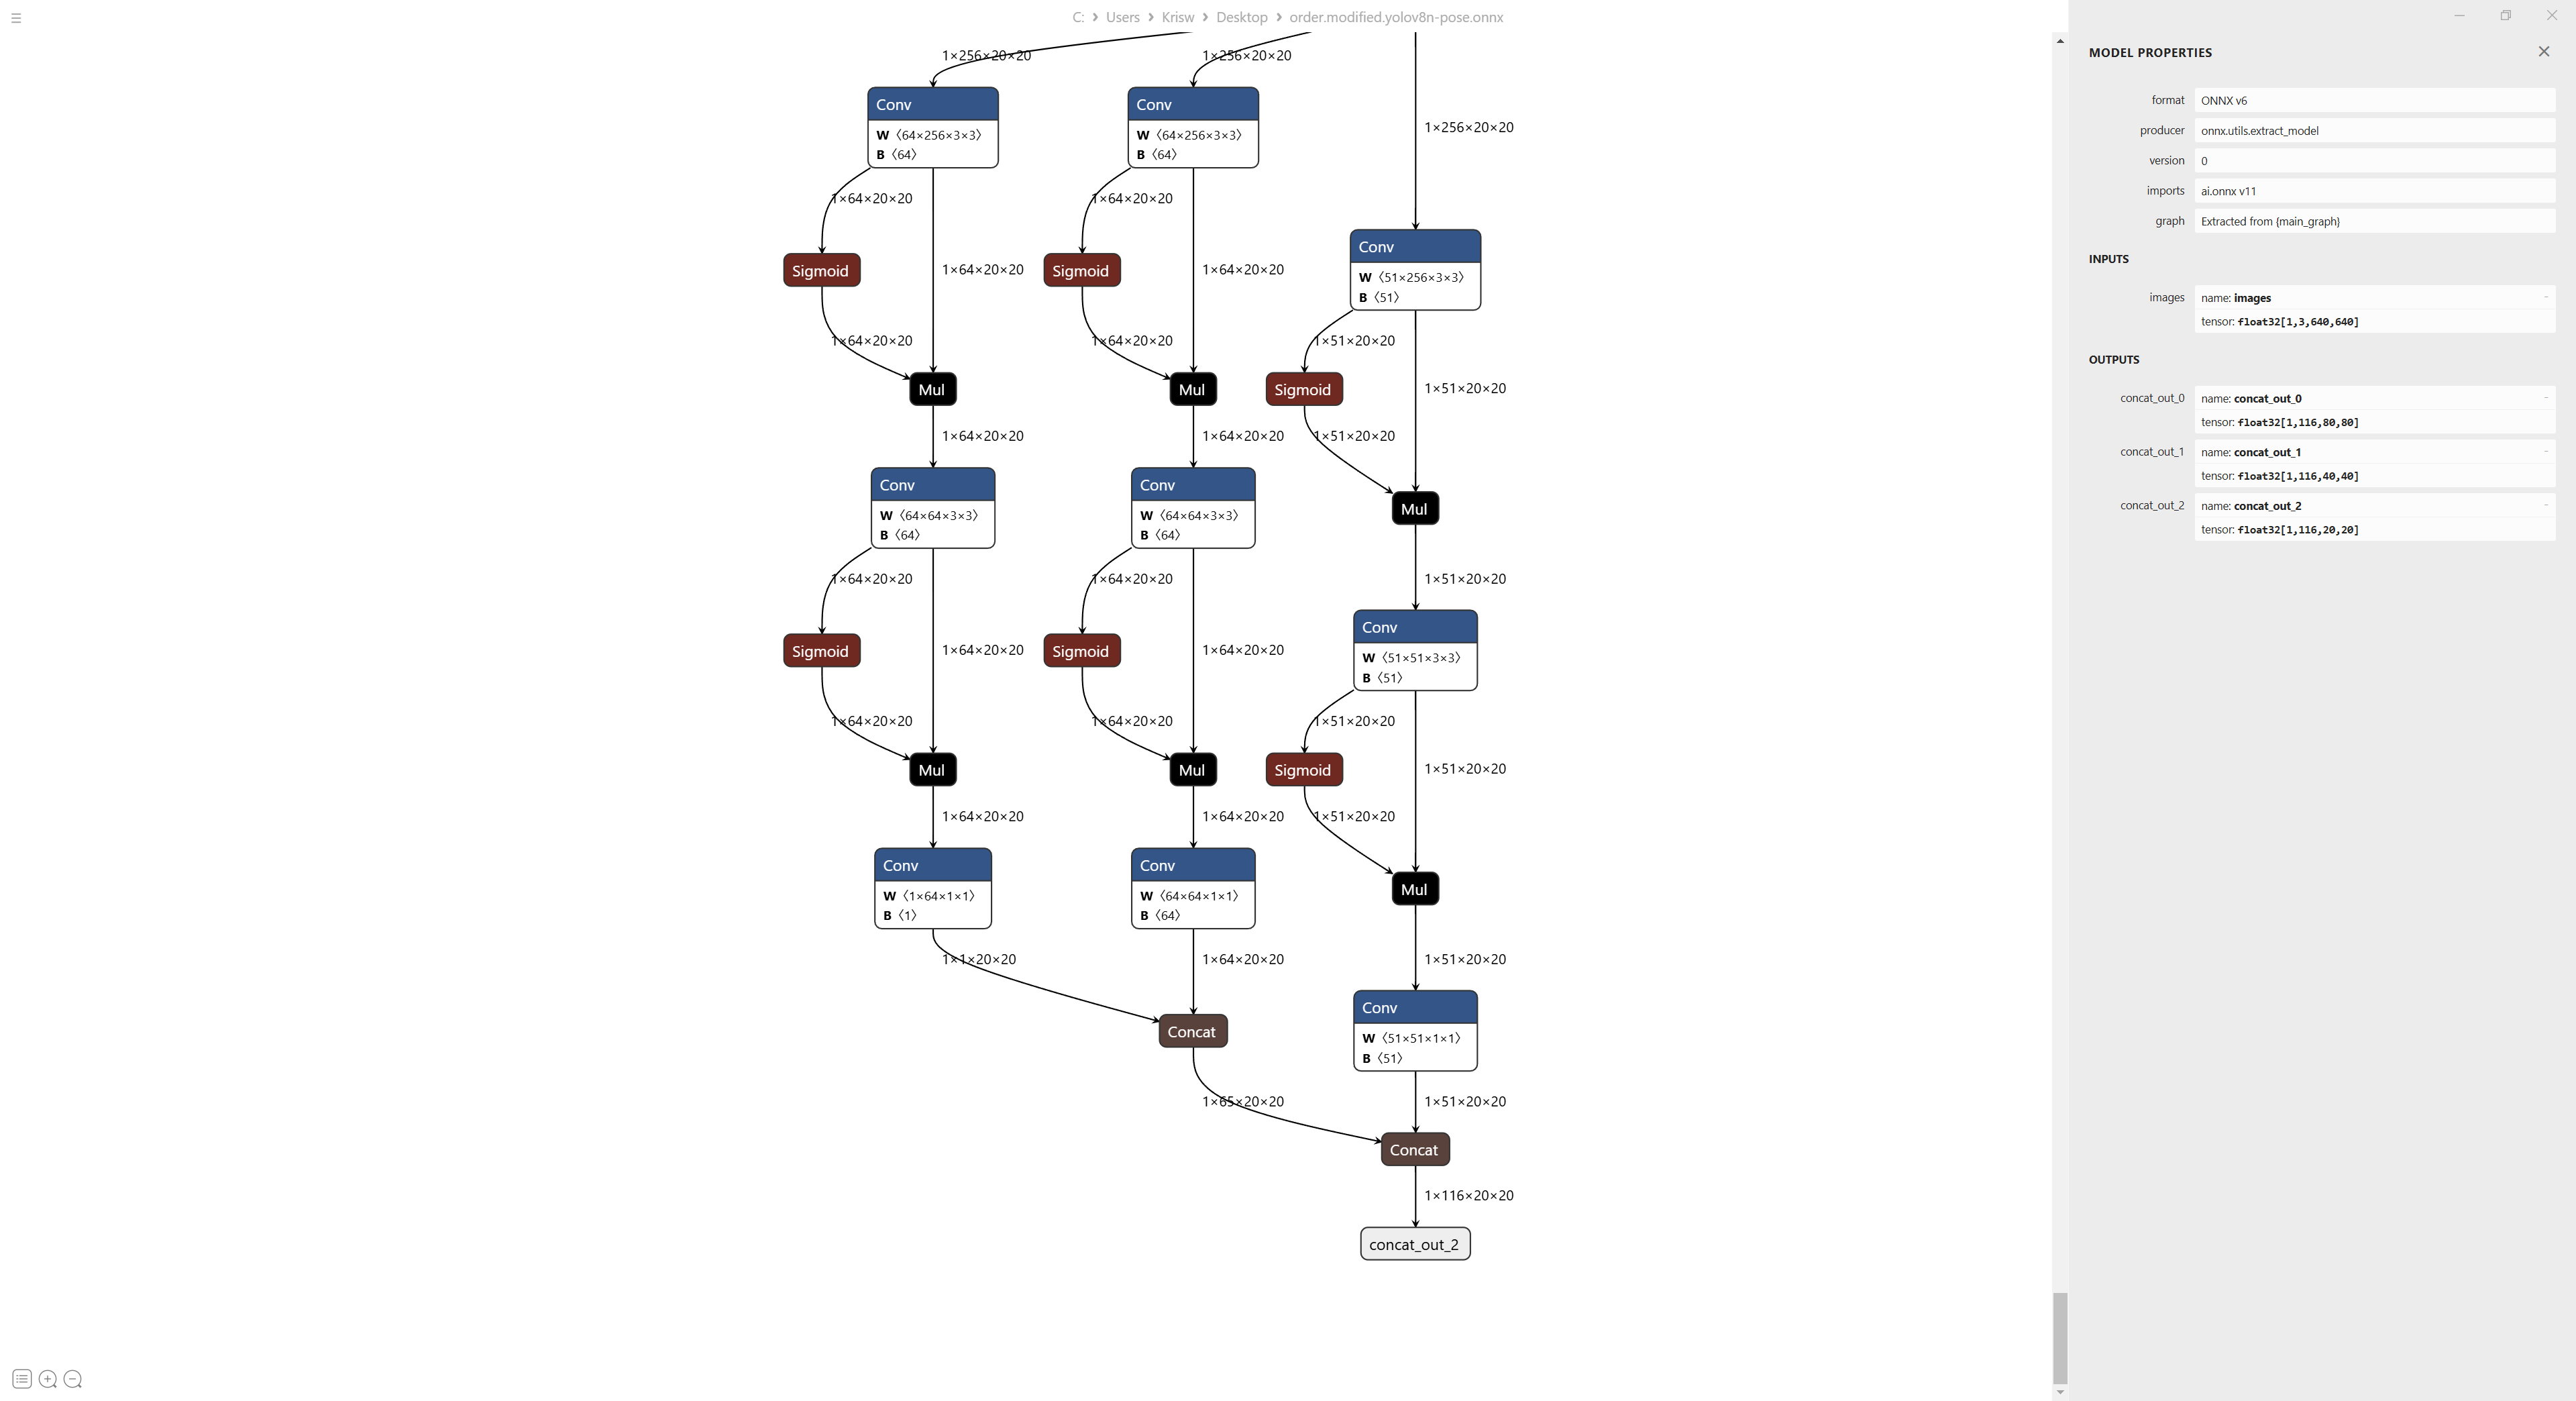 C: › Users › Krisw › Desktop › order.modified.yolov8n-pose.onnx
1×256×20×20
1×256×20×20
Conv
W 〈64×256×3×3〉
B 〈64〉
Conv
W 〈64×256×3×3〉
B 〈64〉
1×256×20×20
1×64×20×20
1×64×20×20
Conv
W 〈51×256×3×3〉
B 〈51〉
Sigmoid
1×64×20×20
Sigmoid
1×64×20×20
1×64×20×20
1×64×20×20
1×51×20×20
Mul
Mul
Sigmoid
1×51×20×20
1×64×20×20
1×64×20×20
1×51×20×20
Conv
W 〈64×64×3×3〉
B 〈64〉
Conv
W 〈64×64×3×3〉
B 〈64〉
Mul
1×64×20×20
1×64×20×20
1×51×20×20
Conv
W 〈51×51×3×3〉
B 〈51〉
Sigmoid
1×64×20×20
Sigmoid
1×64×20×20
1×64×20×20
1×64×20×20
1×51×20×20
Mul
Mul
Sigmoid
1×51×20×20
1×64×20×20
1×64×20×20
1×51×20×20
Conv
W 〈1×64×1×1〉
B 〈1〉
Conv
W 〈64×64×1×1〉
B 〈64〉
Mul
1×1×20×20
1×64×20×20
1×51×20×20
Concat
Conv
W 〈51×51×1×1〉
B 〈51〉
1×65×20×20
1×51×20×20
Concat
1×116×20×20
concat_out_2
MODEL PROPERTIES
format ONNX v6
producer onnx.utils.extract_model
version 0
imports ai.onnx v11
graph Extracted from {main_graph}
INPUTS
images name: images -
tensor: float32[1,3,640,640]
OUTPUTS
concat_out_0 name: concat_out_0 -
tensor: float32[1,116,80,80]
concat_out_1 name: concat_out_1 -
tensor: float32[1,116,40,40]
concat_out_2 name: concat_out_2 -
tensor: float32[1,116,20,20]